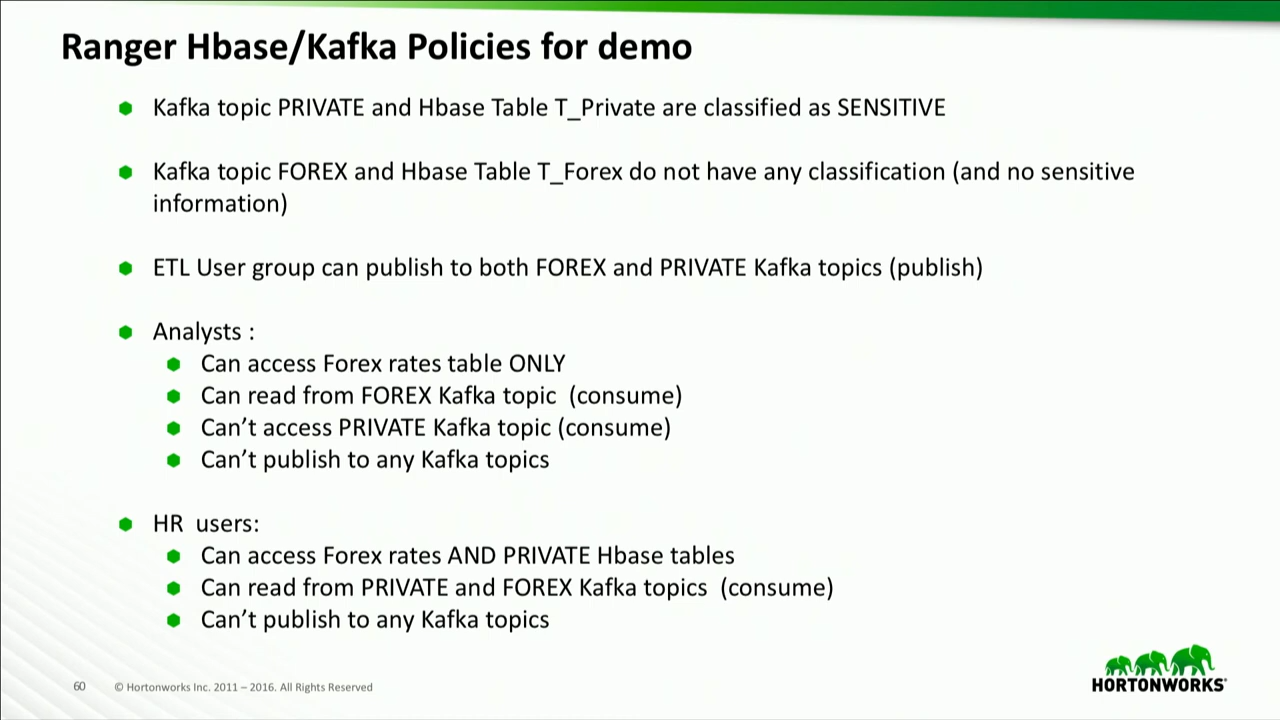 Ranger Hbase/Kafka Policies for demo
Kafka topic PRIVATE and Hbase Table T_Private are classified as SENSITIVE
Kafka topic FOREX and Hbase Table T_Forex do not have any classification (and no sensitive
information)
ETL User group can publish to both FOREX and PRIVATE Kafka topics (publish)
Analysts :
Can access Forex rates table ONLY
Can read from FOREX Kafka topic  (consume)
Can’t access PRIVATE Kafka topic (consume)
Can’t publish to any Kafka topics
HR  users:
Can access Forex rates AND PRIVATE Hbase tables
Can read from PRIVATE and FOREX Kafka topics  (consume)
Can’t publish to any Kafka topics
60 © Hortonworks Inc. 2011 – 2016. All Rights Reserved
HORTONWORKS